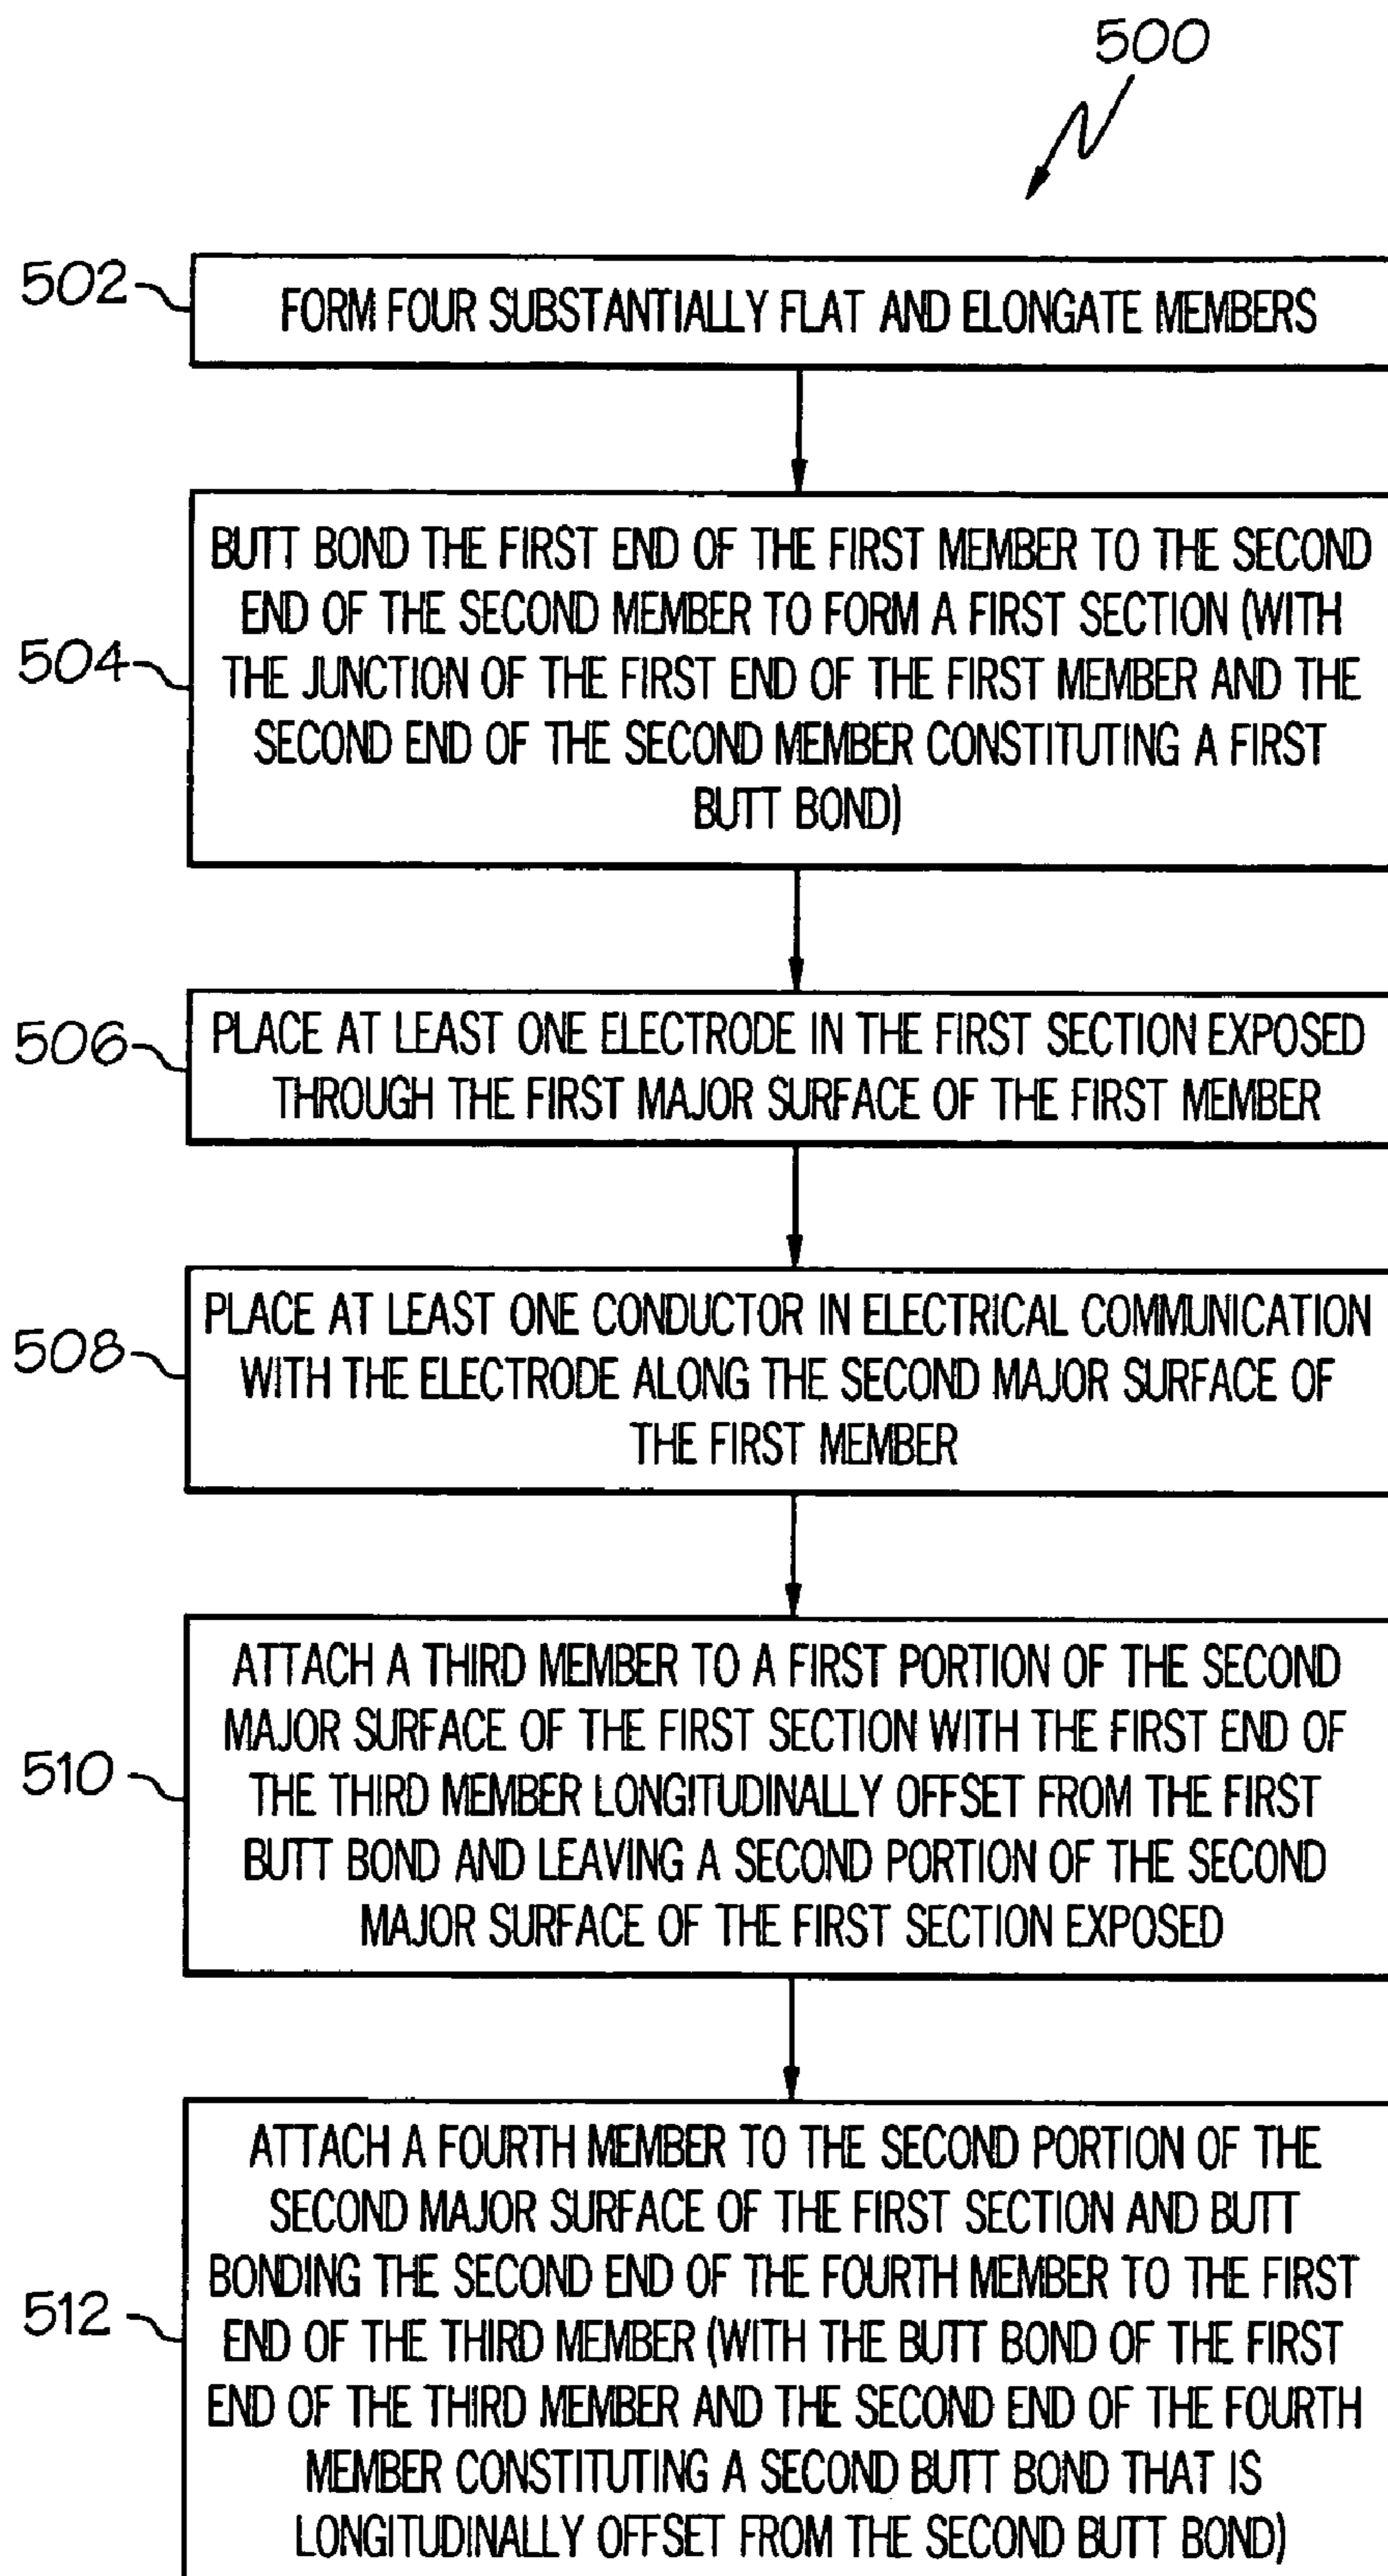 500
502
FORM FOUR SUBSTANTIALLY FLAT AND ELONGATE MEMBERS
504
BUTT BOND THE FIRST END OF THE FIRST MEMBER TO THE SECOND
END OF THE SECOND MEMBER TO FORM A FIRST SECTION (WITH
THE JUNCTION OF THE FIRST END OF THE FIRST MEMBER AND THE
SECOND END OF THE SECOND MEMBER CONSTITUTING A FIRST
BUTT BOND)
506
PLACE AT LEAST ONE ELECTRODE IN THE FIRST SECTION EXPOSED
THROUGH THE FIRST MAJOR SURFACE OF THE FIRST MEMBER
508
PLACE AT LEAST ONE CONDUCTOR IN ELECTRICAL COMMUNICATION
WITH THE ELECTRODE ALONG THE SECOND MAJOR SURFACE OF
THE FIRST MEMBER
510
ATTACH A THIRD MEMBER TO A FIRST PORTION OF THE SECOND
MAJOR SURFACE OF THE FIRST SECTION WITH THE FIRST END OF
THE THIRD MEMBER LONGITUDINALLY OFFSET FROM THE FIRST
BUTT BOND AND LEAVING A SECOND PORTION OF THE SECOND
MAJOR SURFACE OF THE FIRST SECTION EXPOSED
512
ATTACH A FOURTH MEMBER TO THE SECOND PORTION OF THE
SECOND MAJOR SURFACE OF THE FIRST SECTION AND BUTT
BONDING THE SECOND END OF THE FOURTH MEMBER TO THE FIRST
END OF THE THIRD MEMBER (WITH THE BUTT BOND OF THE FIRST
END OF THE THIRD MEMBER AND THE SECOND END OF THE FOURTH
MEMBER CONSTITUTING A SECOND BUTT BOND THAT IS
LONGITUDINALLY OFFSET FROM THE SECOND BUTT BOND)